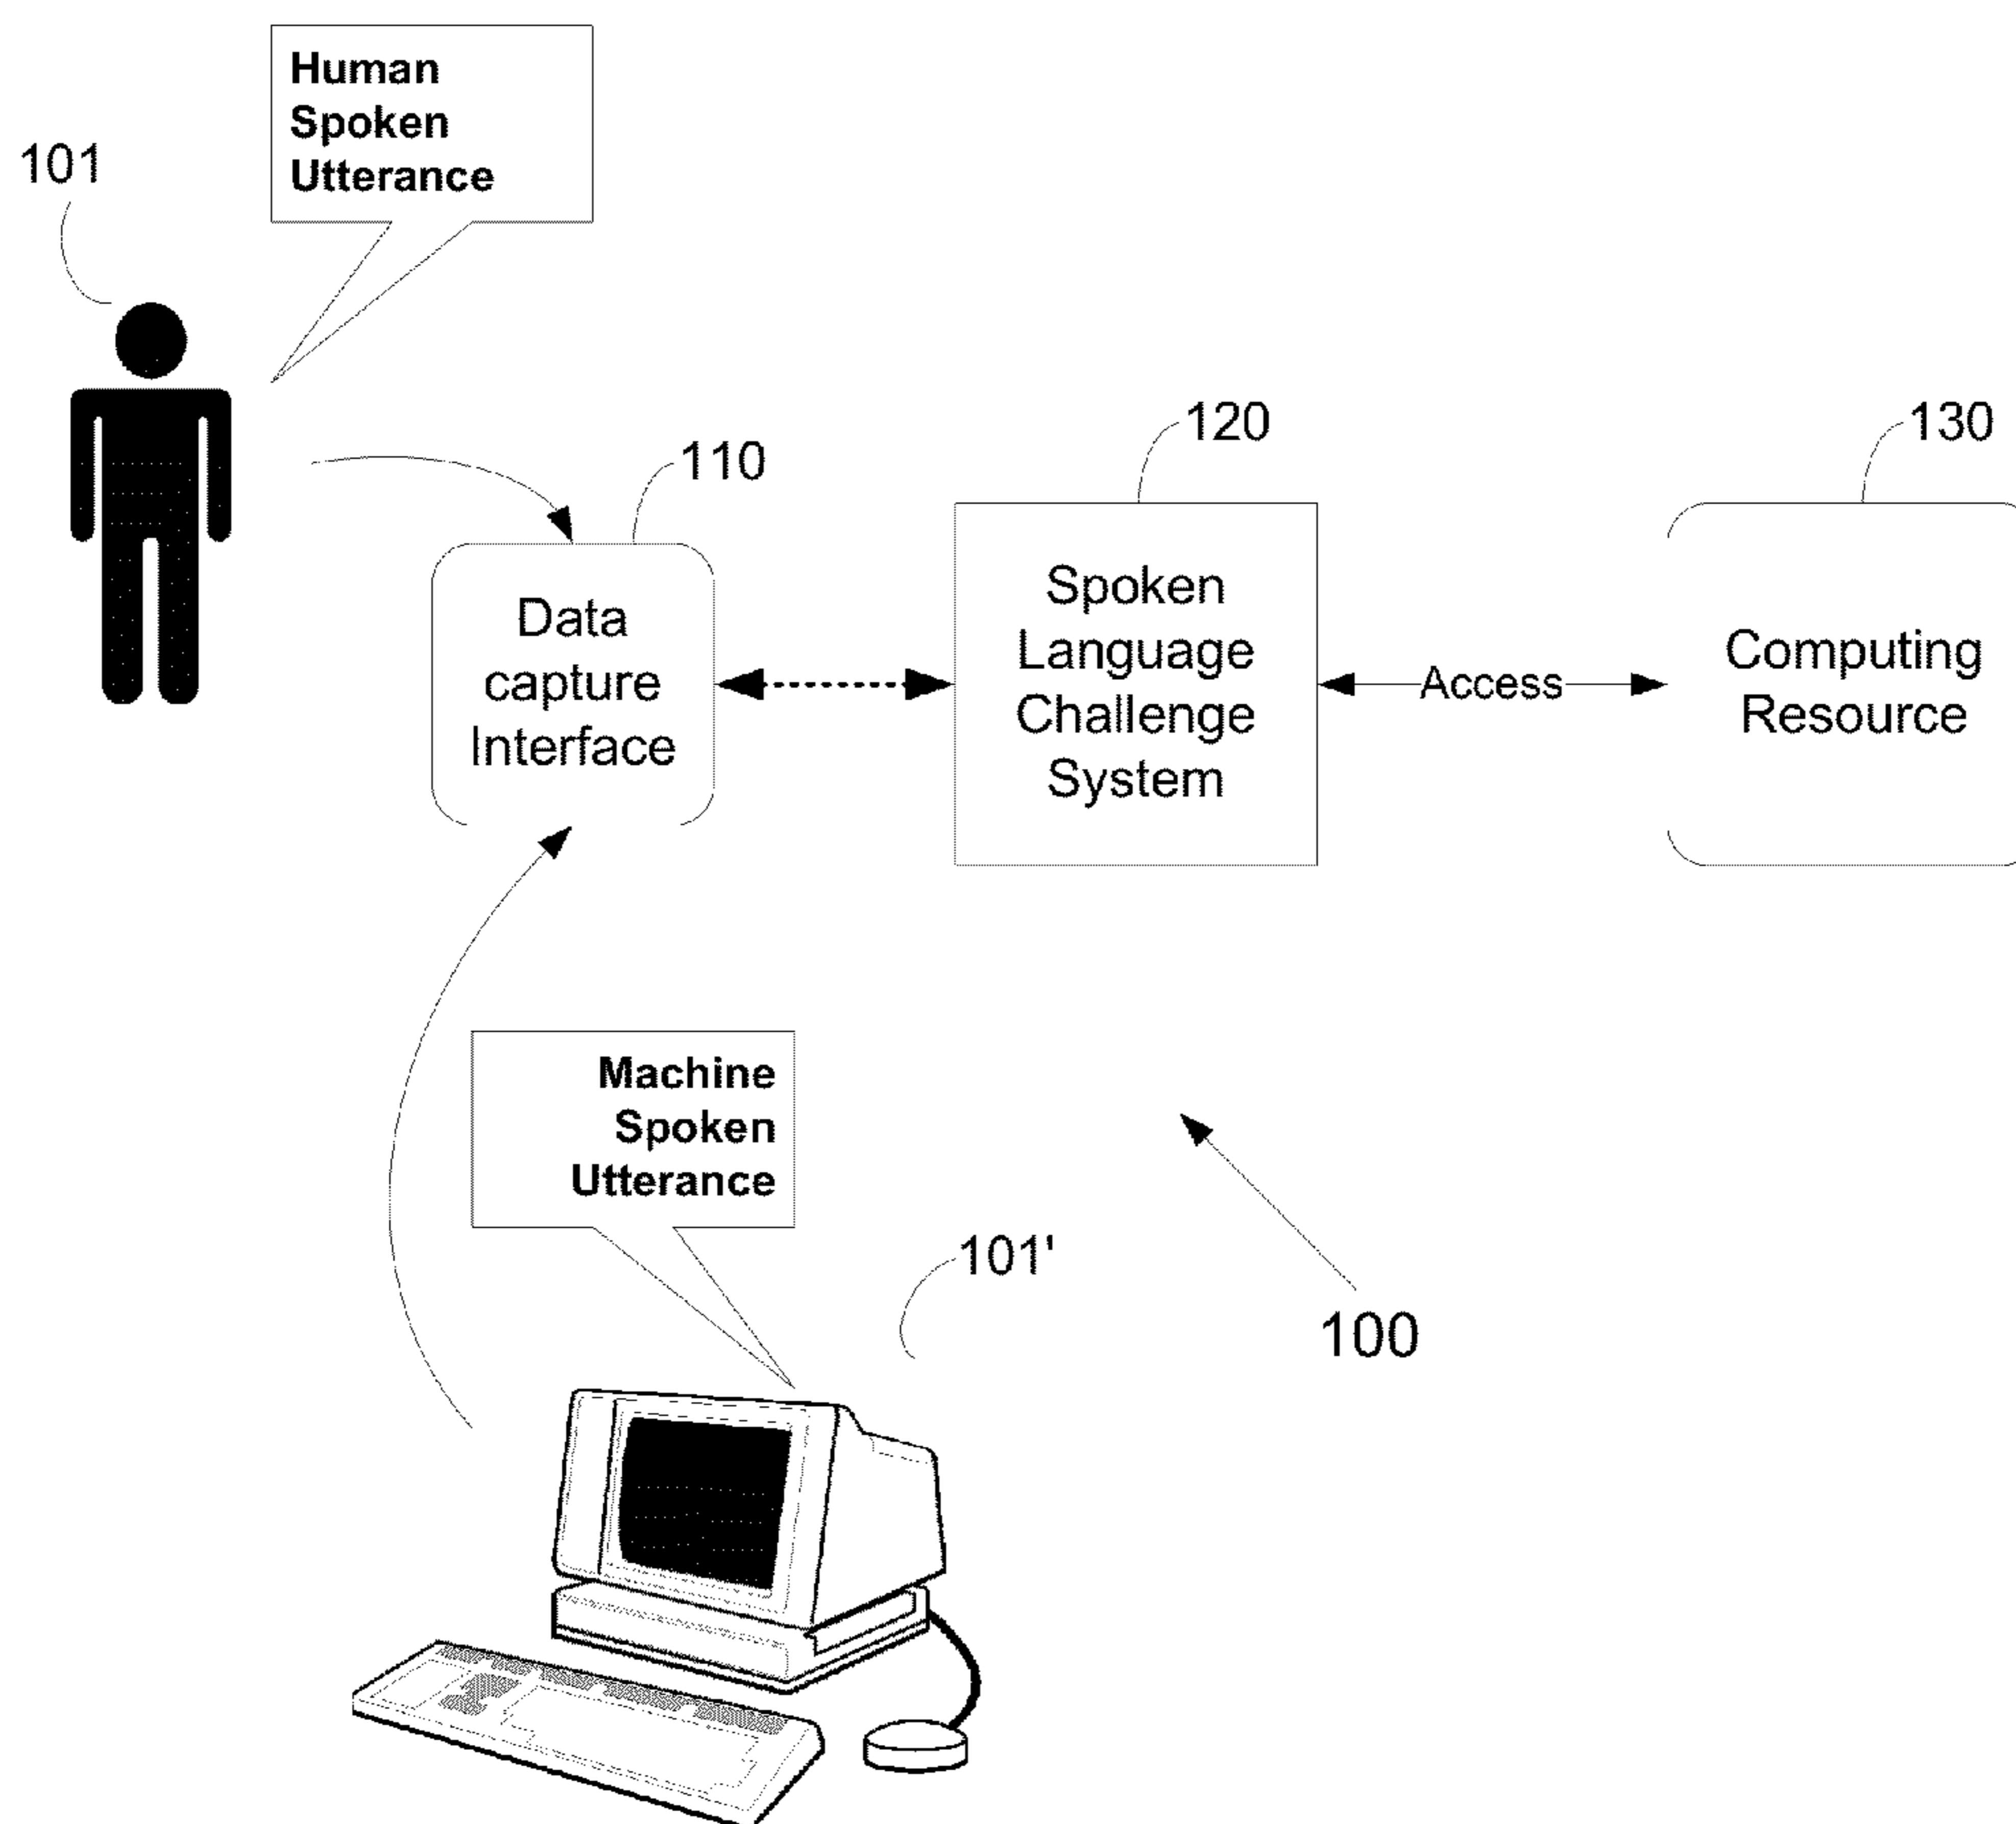 Human
Spoken
Utterance
101
110
120
130
Data
capture
Interface
Spoken
Language
Challenge
System
Access
Computing
Resource
Machine
Spoken
Utterance
101'
100